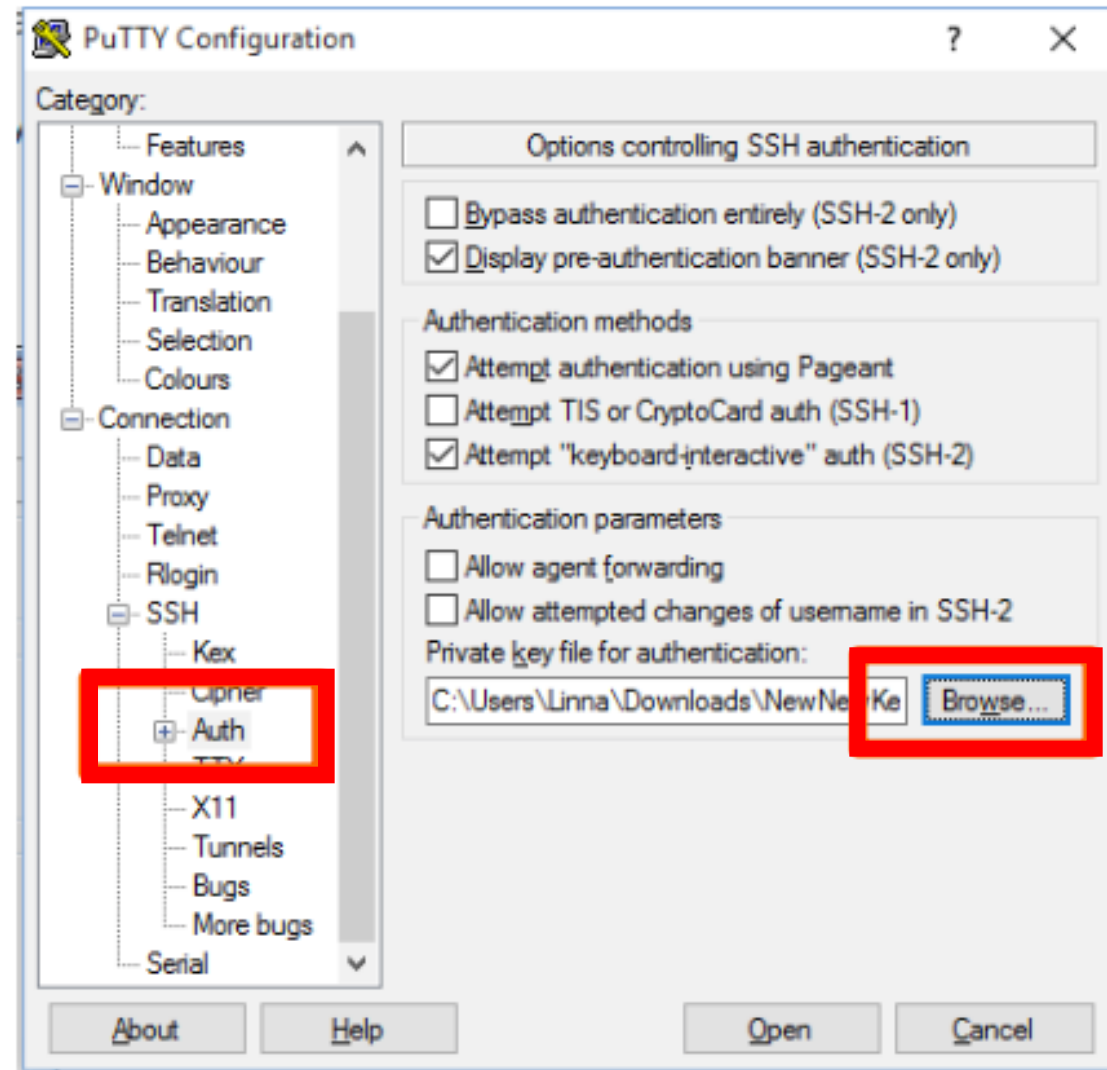 PuTTY Configuration
Category:
Features
Window
Appearance
Behaviour
Translation
Selection
Colours
Connection
Data
Proxy
Telnet
Rlogin
SSH
Kex
Cipher
Auth
TTY
X11
Tunnels
Bugs
More bugs
Serial
Options controlling SSH authentication
Bypass authentication entirely (SSH-2 only)
Display pre-authentication banner (SSH-2 only)
Authentication methods
Attempt authentication using Pageant
Attempt TIS or CryptoCard auth (SSH-1)
Attempt "keyboard-interactive" auth (SSH-2)
Authentication parameters
Allow agent forwarding
Allow attempted changes of username in SSH-2
Private key file for authentication:
C:\Users\Linna\Downloads\NewNewKe
Browse...
About
Help
Open
Cancel